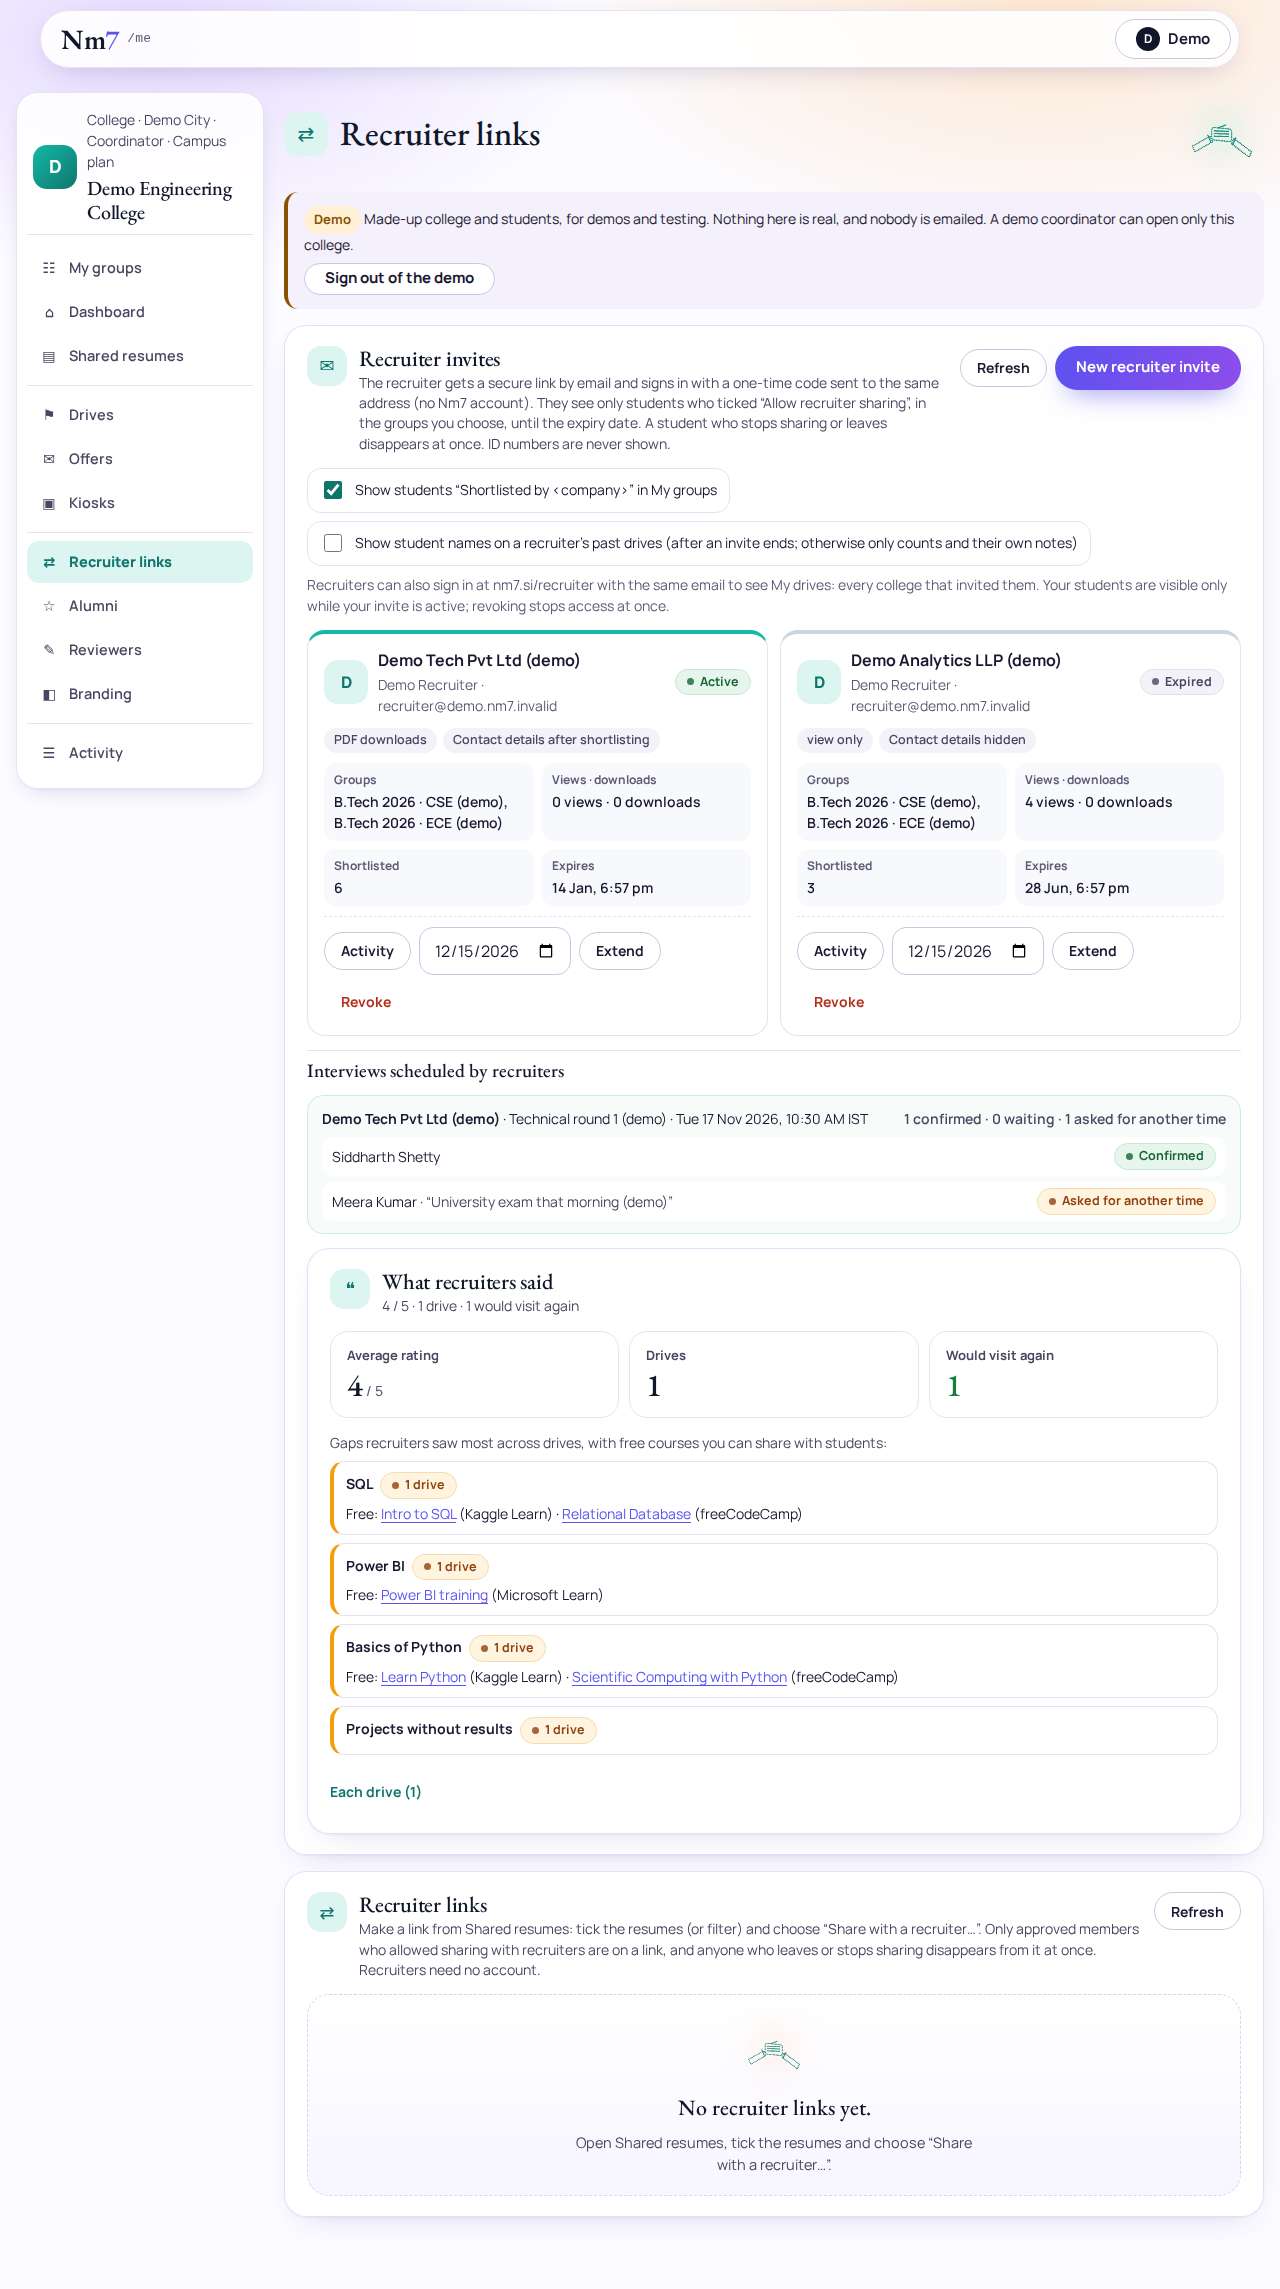 Nm7 /me
D Demo
College · Demo City ·
Coordinator · Campus
plan
D
Demo Engineering
College
My groups
Dashboard
Shared resumes
Drives
Offers
Kiosks
Recruiter links
Alumni
Reviewers
Branding
Activity
Recruiter links
Demo Made-up college and students, for demos and testing. Nothing here is real, and nobody is emailed. A demo coordinator can open only this
college.
Sign out of the demo
Recruiter invites
The recruiter gets a secure link by email and signs in with a one-time code sent to the same
address (no Nm7 account). They see only students who ticked “Allow recruiter sharing”, in
the groups you choose, until the expiry date. A student who stops sharing or leaves
disappears at once. ID numbers are never shown.
Refresh
New recruiter invite
Show students “Shortlisted by <company>” in My groups
Show student names on a recruiter's past drives (after an invite ends; otherwise only counts and their own notes)
Recruiters can also sign in at nm7.si/recruiter with the same email to see My drives: every college that invited them. Your students are visible only
while your invite is active; revoking stops access at once.
D
Demo Tech Pvt Ltd (demo)
Demo Recruiter ·
recruiter@demo.nm7.invalid
Active
PDF downloads Contact details after shortlisting
Groups
B.Tech 2026 · CSE (demo),
B.Tech 2026 · ECE (demo)
Views · downloads
0 views · 0 downloads
Shortlisted
6
Expires
14 Jan, 6:57 pm
Activity 12/15/2026 Extend
Revoke
D
Demo Analytics LLP (demo)
Demo Recruiter ·
recruiter@demo.nm7.invalid
Expired
view only Contact details hidden
Groups
B.Tech 2026 · CSE (demo),
B.Tech 2026 · ECE (demo)
Views · downloads
4 views · 0 downloads
Shortlisted
3
Expires
28 Jun, 6:57 pm
Activity 12/15/2026 Extend
Revoke
Interviews scheduled by recruiters
Demo Tech Pvt Ltd (demo) · Technical round 1 (demo) · Tue 17 Nov 2026, 10:30 AM IST
1 confirmed · 0 waiting · 1 asked for another time
Siddharth Shetty
Confirmed
Meera Kumar · “University exam that morning (demo)”
Asked for another time
What recruiters said
4 / 5 · 1 drive · 1 would visit again
Average rating
4 / 5
Drives
1
Would visit again
1
Gaps recruiters saw most across drives, with free courses you can share with students:
SQL 1 drive
Free: Intro to SQL (Kaggle Learn) · Relational Database (freeCodeCamp)
Power BI 1 drive
Free: Power BI training (Microsoft Learn)
Basics of Python 1 drive
Free: Learn Python (Kaggle Learn) · Scientific Computing with Python (freeCodeCamp)
Projects without results 1 drive
Each drive (1)
Recruiter links
Make a link from Shared resumes: tick the resumes (or filter) and choose “Share with a recruiter…”. Only approved members
who allowed sharing with recruiters are on a link, and anyone who leaves or stops sharing disappears from it at once.
Recruiters need no account.
Refresh
No recruiter links yet.
Open Shared resumes, tick the resumes and choose “Share
with a recruiter…”.